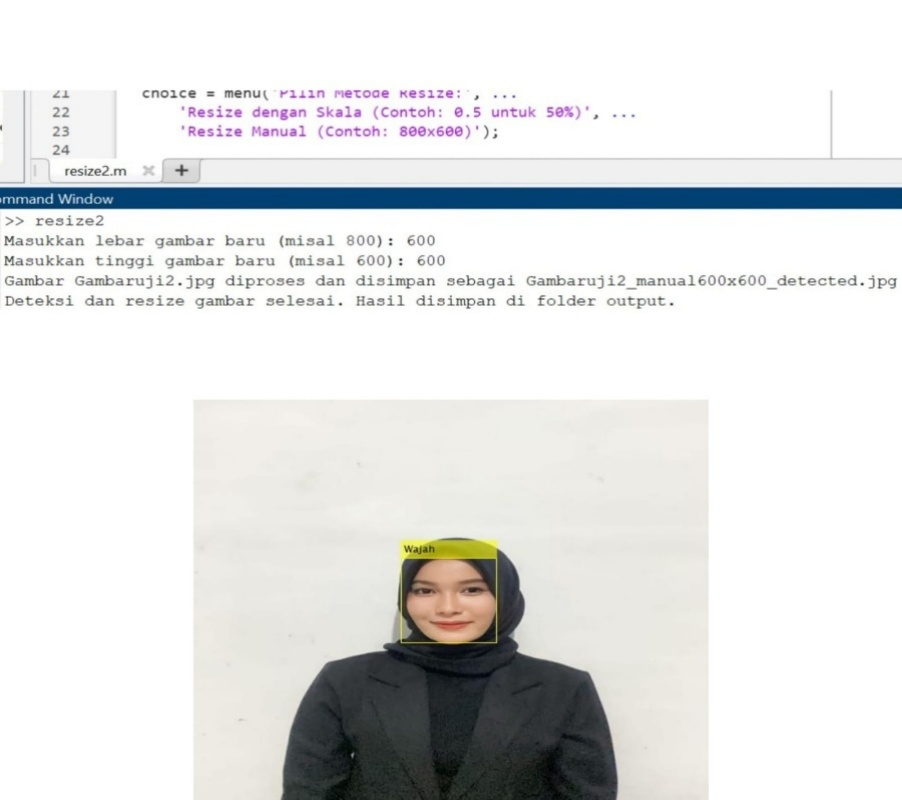 21 choice = menu('Pilih Metode Resize:', ...
22 'Resize dengan Skala (Contoh: 0.5 untuk 50%)', ...
23 'Resize Manual (Contoh: 800x600)');
24
resize2.m
ommand Window
>> resize2
Masukkan lebar gambar baru (misal 800): 600
Masukkan tinggi gambar baru (misal 600): 600
Gambar Gambaruji2.jpg diproses dan disimpan sebagai Gambaruji2_manual600x600_detected.jpg
Deteksi dan resize gambar selesai. Hasil disimpan di folder output.
Wajah